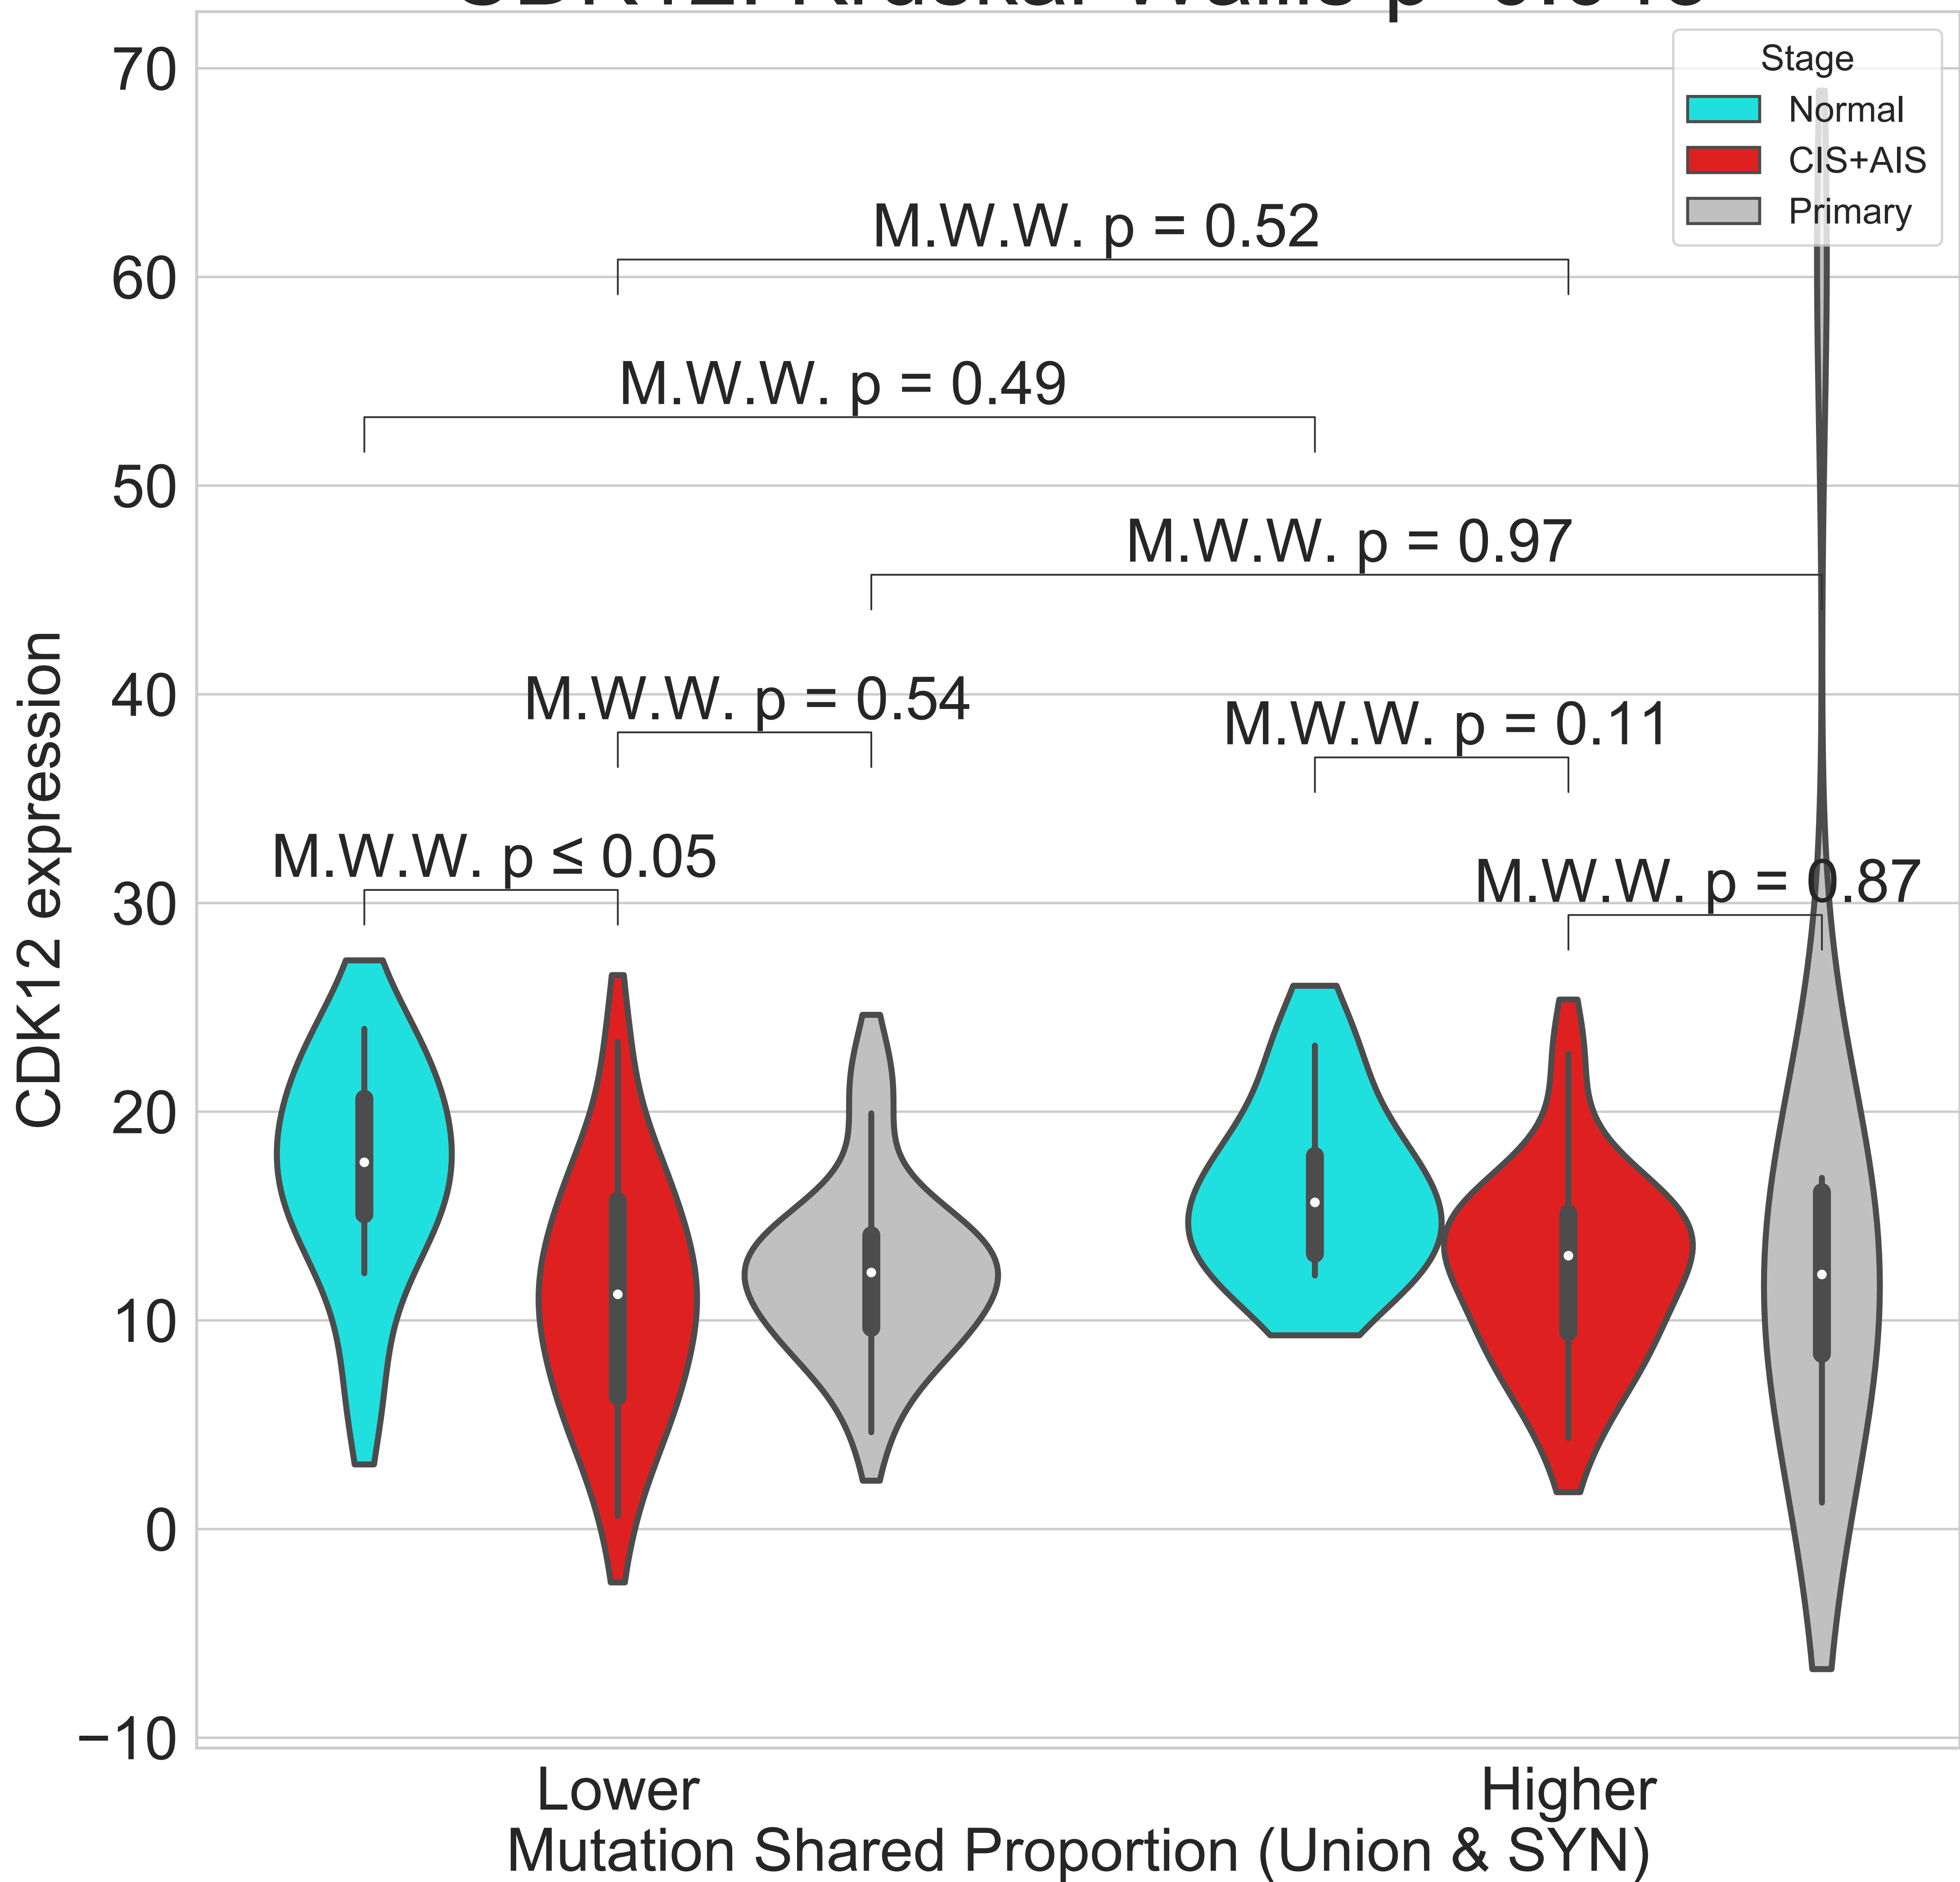 70
60
50
40
30
20
10
0
−10
CDK12 expression
Stage
Normal
CIS+AIS
Primary
M.W.W. p = 0.52
M.W.W. p = 0.49
M.W.W. p = 0.97
M.W.W. p = 0.54
M.W.W. p = 0.11
M.W.W. p ≤ 0.05
M.W.W. p = 0.87
Lower
Higher
Mutation Shared Proportion (Union & SYN)